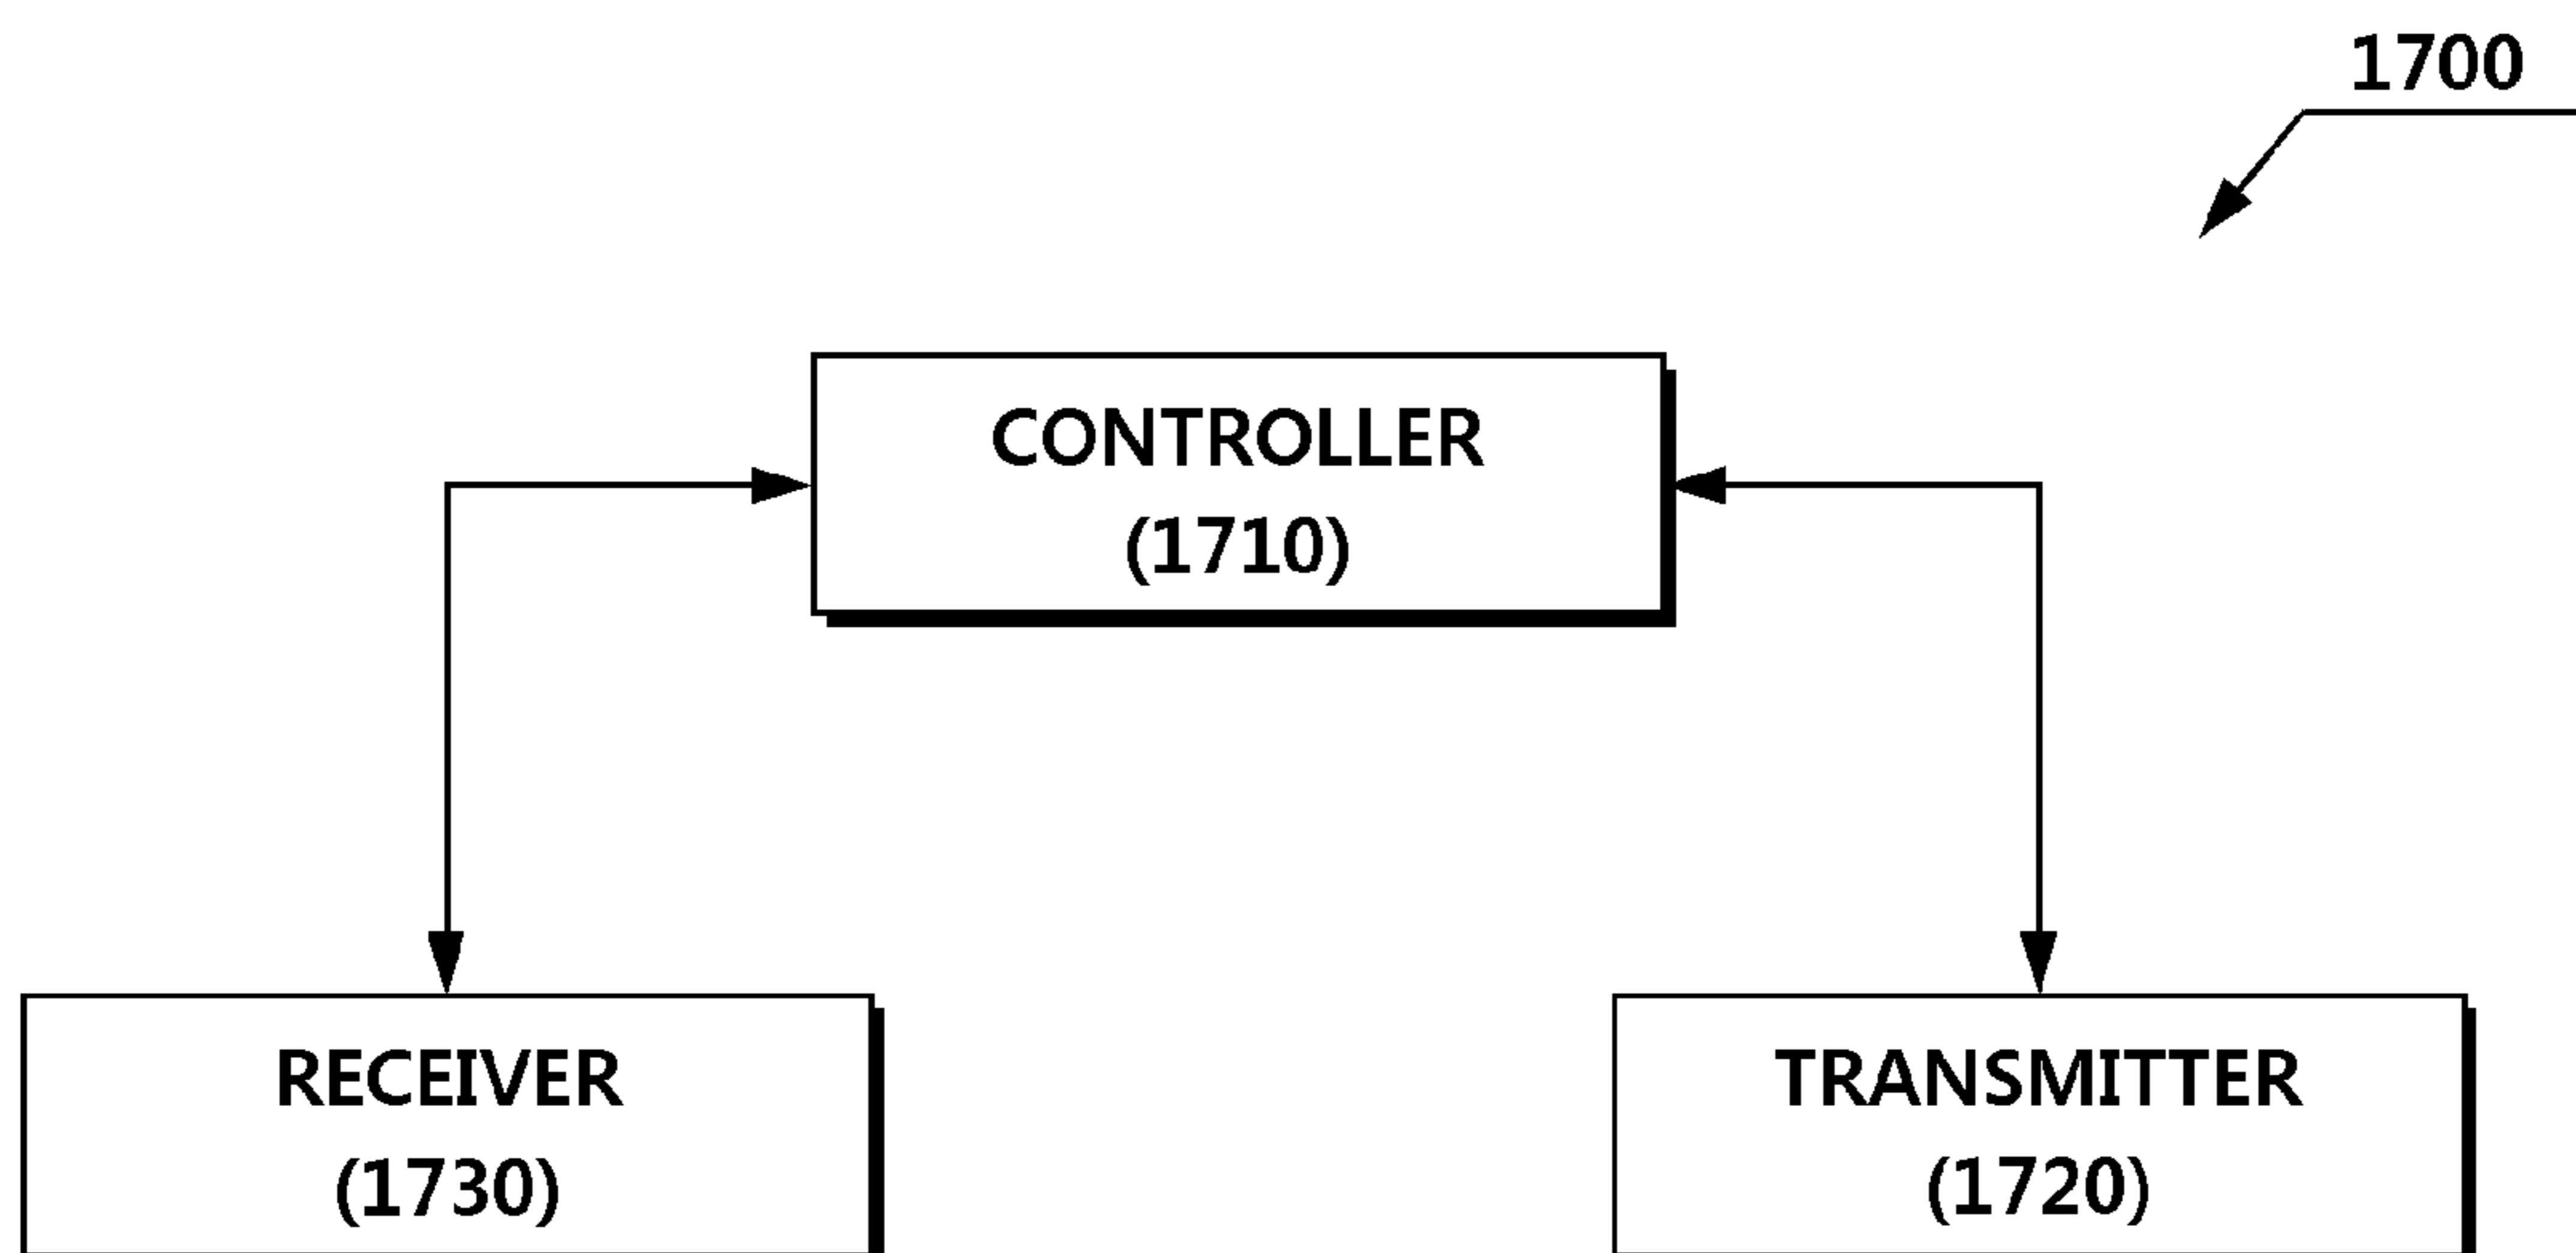 1700
CONTROLLER
(1710)
RECEIVER
(1730)
TRANSMITTER
(1720)